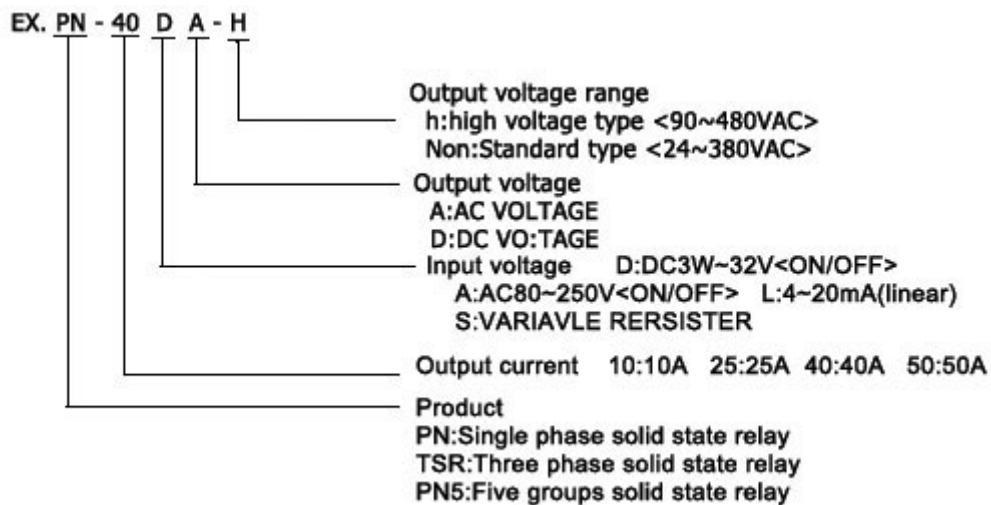 EX. PN - 40 D A - H
Output voltage range
h:high voltage type <90~480VAC>
Non:Standard type <24~380VAC>
Output voltage
A:AC VOLTAGE
D:DC VO:TAGE
Input voltage D:DC3W~32V<ON/OFF>
A:AC80~250V<ON/OFF> L:4~20mA(linear)
S:VARIAVLE RERSISTER
Output current 10:10A 25:25A 40:40A 50:50A
Product
PN:Single phase solid state relay
TSR:Three phase solid state relay
PN5:Five groups solid state relay